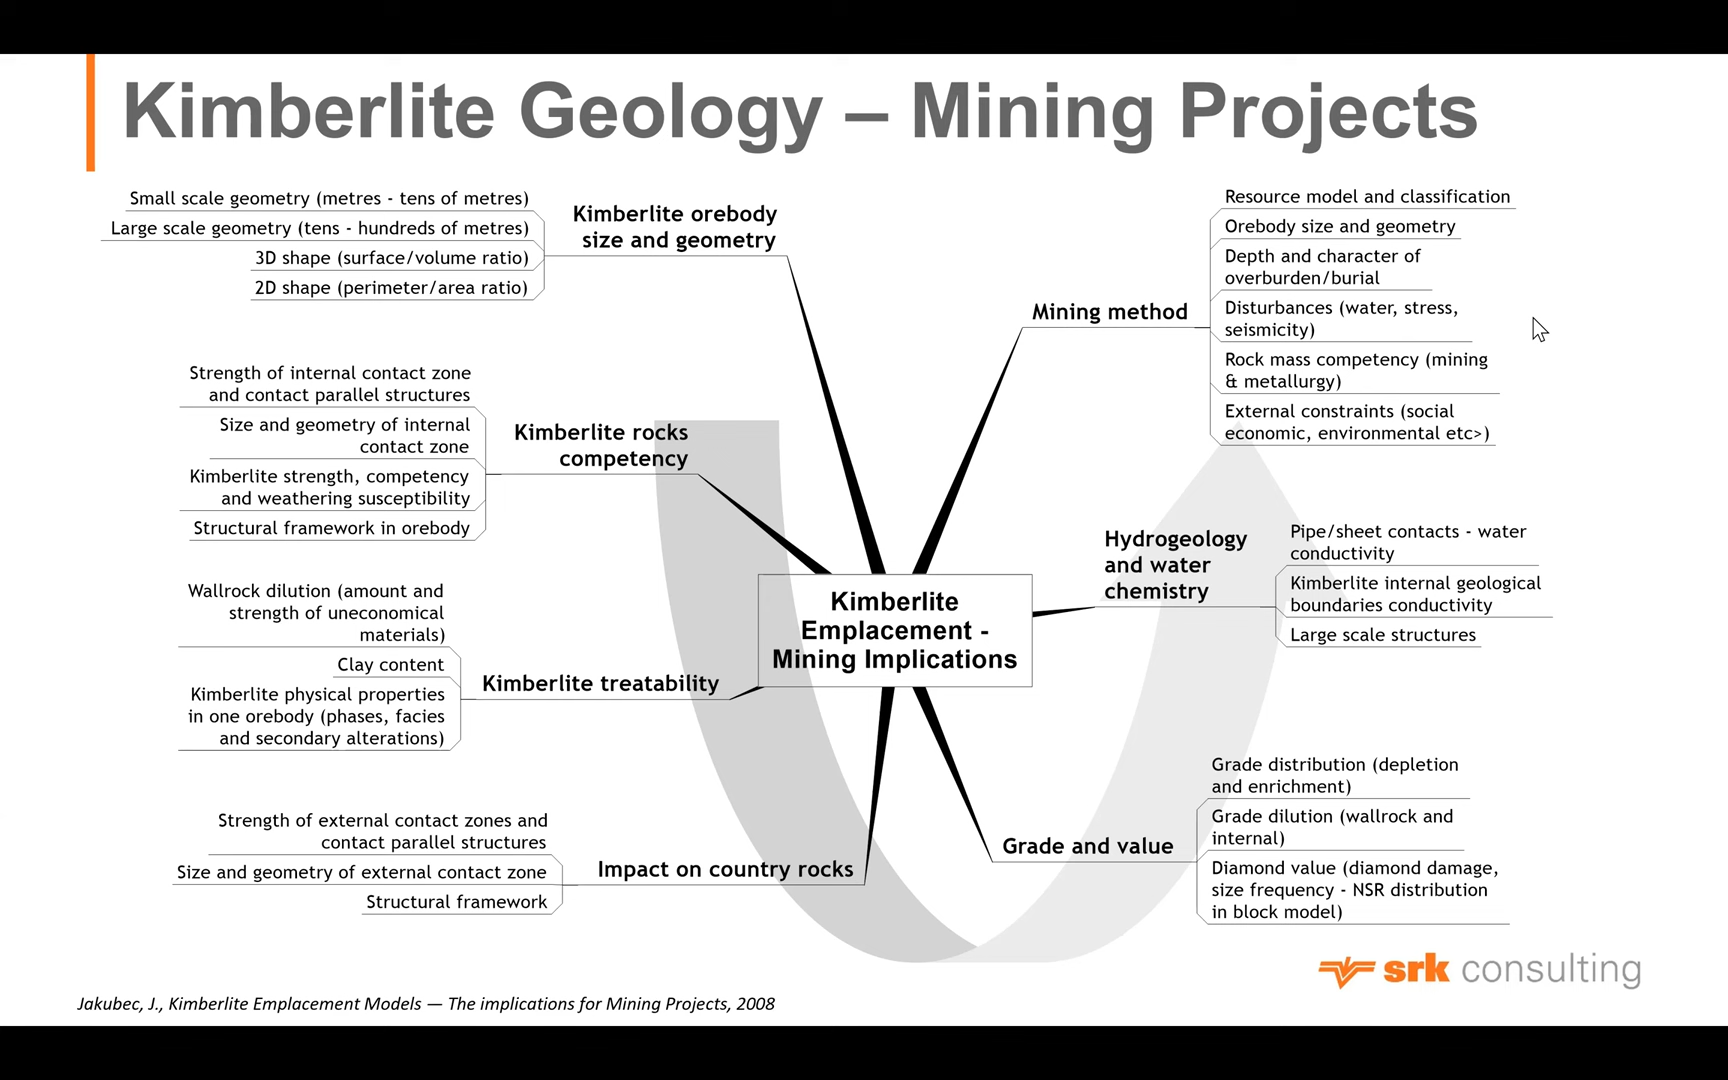 Kimberlite Geology – Mining Projects
Small scale geometry (metres - tens of metres)
Large scale geometry (tens - hundreds of metres)
3D shape (surface/volume ratio)
2D shape (perimeter/area ratio)
Kimberlite orebody
size and geometry
Strength of internal contact zone
and contact parallel structures
Size and geometry of internal
contact zone
Kimberlite strength, competency
and weathering susceptibility
Structural framework in orebody
Kimberlite rocks
competency
Wallrock dilution (amount and
strength of uneconomical
materials)
Clay content
Kimberlite physical properties
in one orebody (phases, facies
and secondary alterations)
Kimberlite treatability
Strength of external contact zones and
contact parallel structures
Size and geometry of external contact zone
Structural framework
Impact on country rocks
Kimberlite
Emplacement -
Mining Implications
Mining method
Resource model and classification
Orebody size and geometry
Depth and character of
overburden/burial
Disturbances (water, stress,
seismicity)
Rock mass competency (mining
& metallurgy)
External constraints (social
economic, environmental etc>)
Hydrogeology
and water
chemistry
Pipe/sheet contacts - water
conductivity
Kimberlite internal geological
boundaries conductivity
Large scale structures
Grade and value
Grade distribution (depletion
and enrichment)
Grade dilution (wallrock and
internal)
Diamond value (diamond damage,
size frequency - NSR distribution
in block model)
srk consulting
Jakubec, J., Kimberlite Emplacement Models — The implications for Mining Projects, 2008